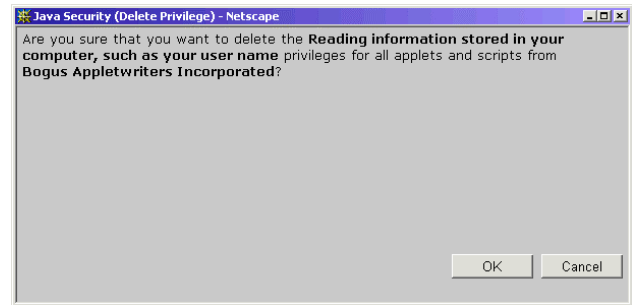 Java Security (Delete Privilege) - Netscape
Are you sure that you want to delete the Reading information stored in your
computer, such as your user name privileges for all applets and scripts from
Bogus Appletwriters Incorporated?
OK Cancel